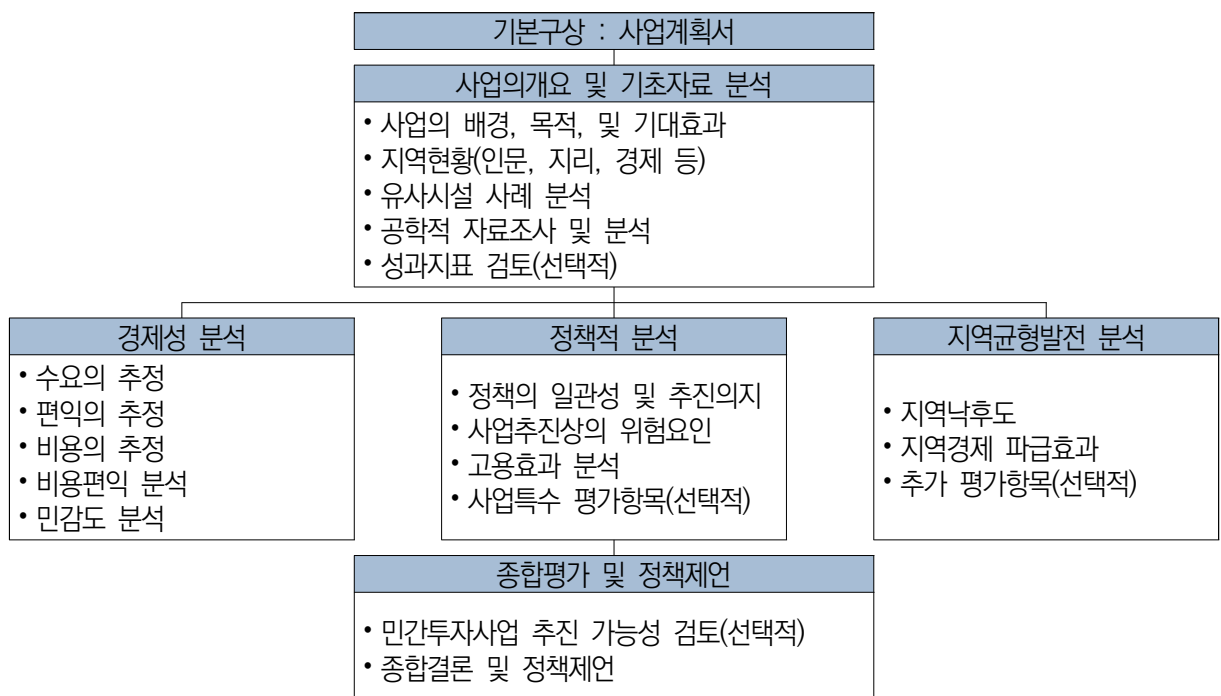 기본구상 : 사업계획서
사업의개요 및 기초자료 분석
• 사업의 배경, 목적, 및 기대효과
• 지역현황(인문, 지리, 경제 등)
• 유사시설 사례 분석
• 공학적 자료조사 및 분석
• 성과지표 검토(선택적)
경제성 분석
• 수요의 추정
• 편익의 추정
• 비용의 추정
• 비용편익 분석
• 민감도 분석
정책적 분석
• 정책의 일관성 및 추진의지
• 사업추진상의 위험요인
• 고용효과 분석
• 사업특수 평가항목(선택적)
지역균형발전 분석
• 지역낙후도
• 지역경제 파급효과
• 추가 평가항목(선택적)
종합평가 및 정책제언
• 민간투자사업 추진 가능성 검토(선택적)
• 종합결론 및 정책제언